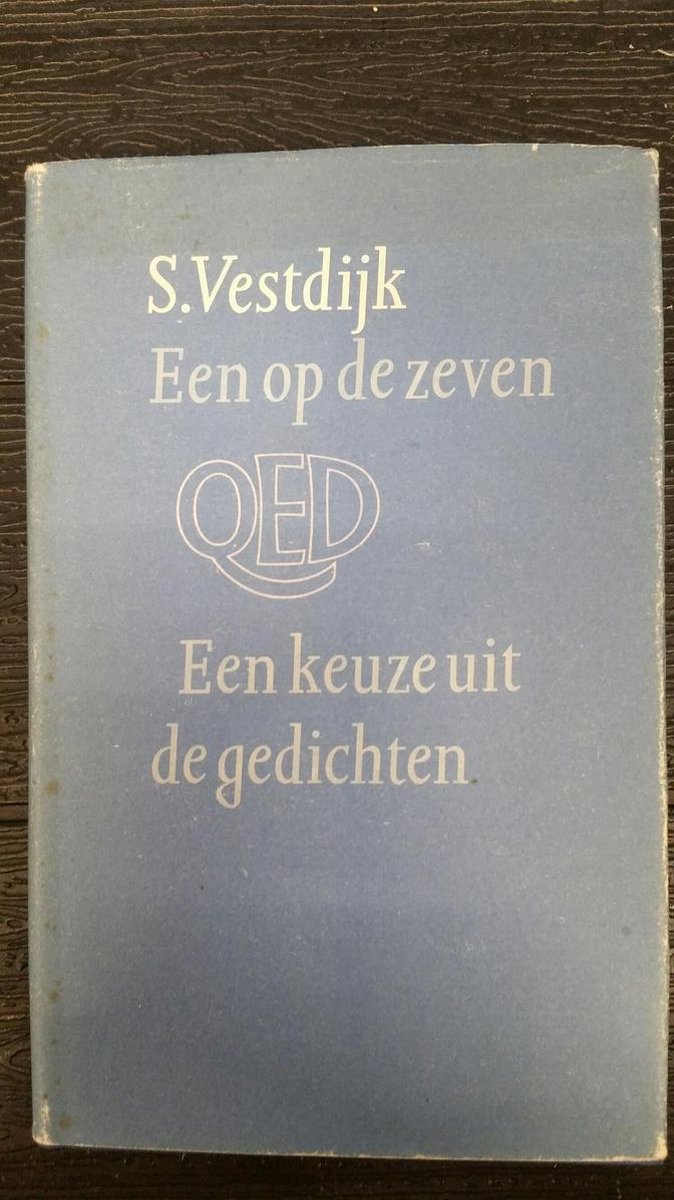 S.Vestdijk
Een op de zeven
QED
Een keuze uit
de gedichten